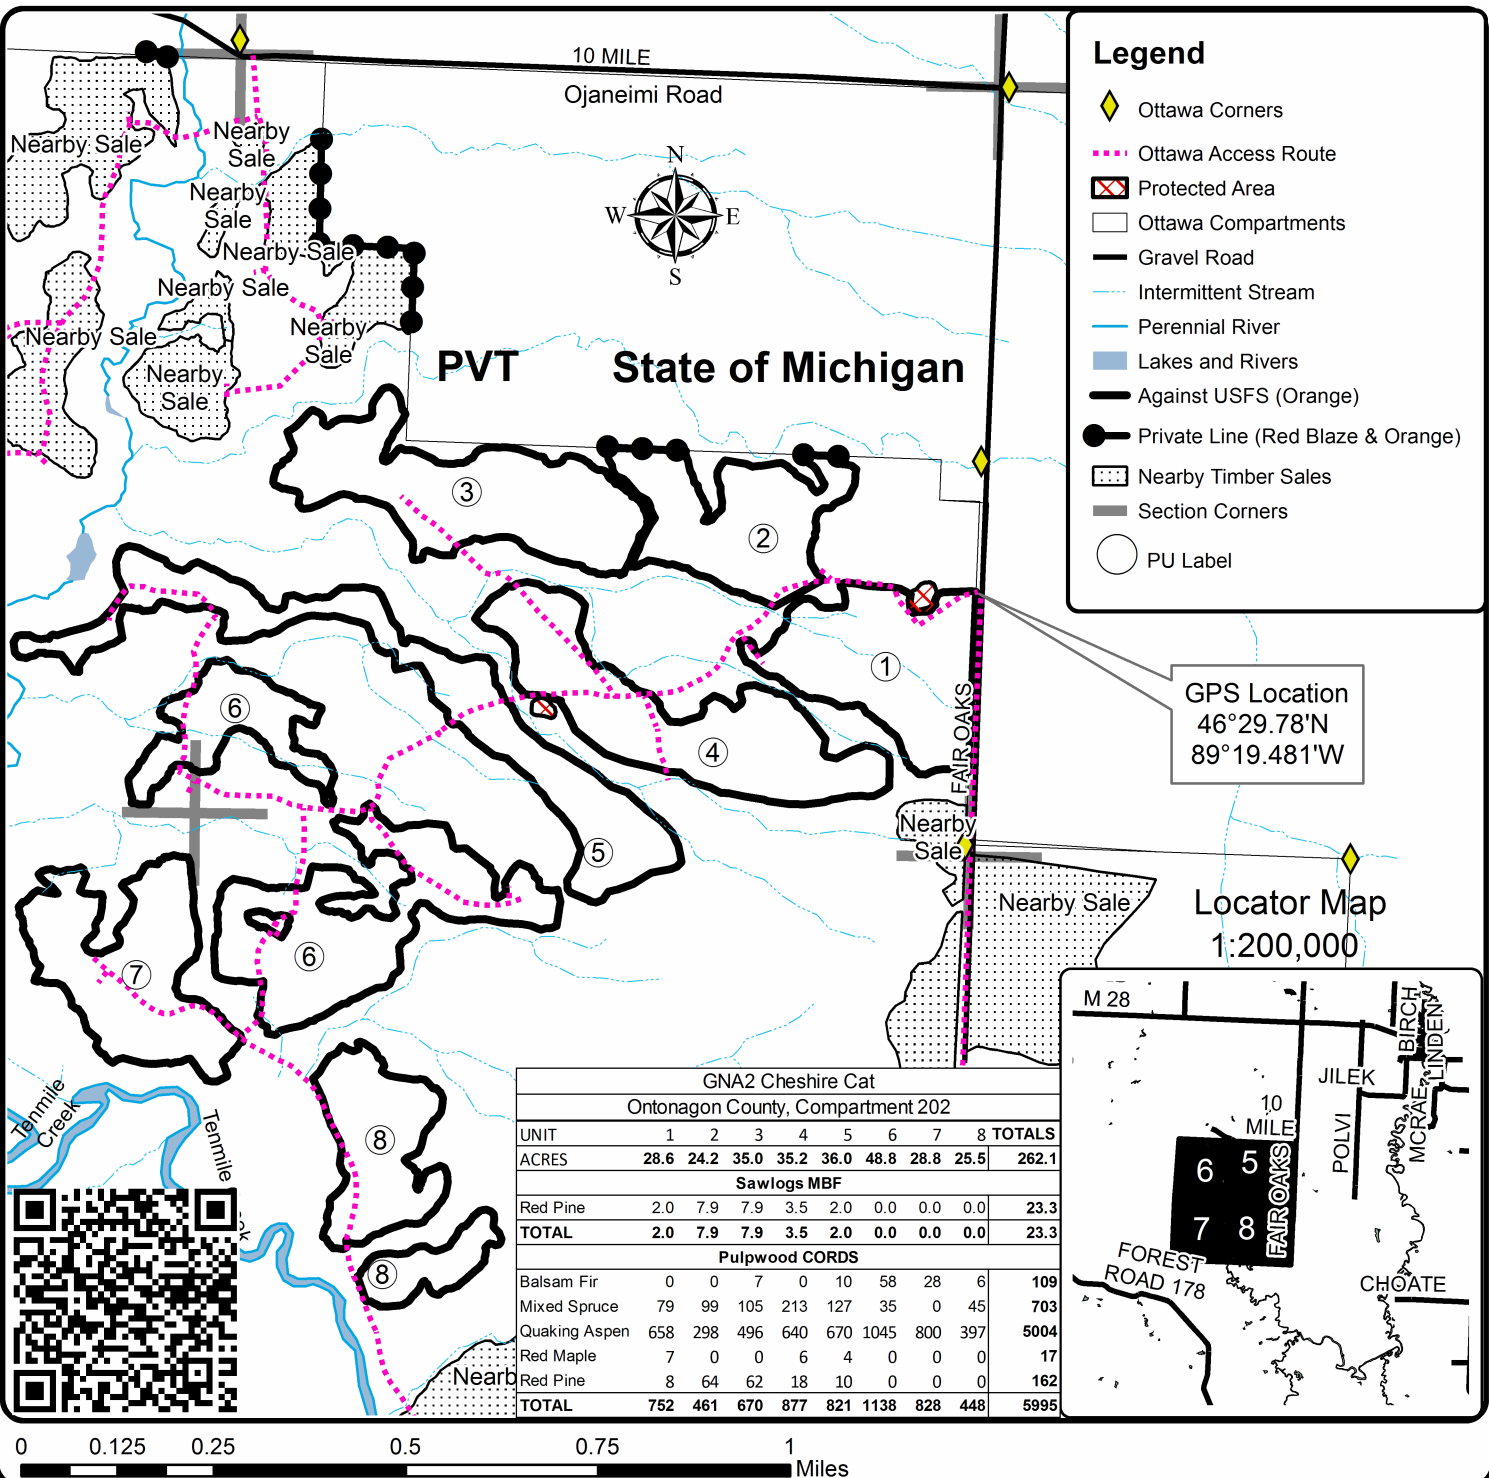 10 MILE
Ojaneimi Road
Nearby Sale
Nearby
Sale
Nearby
Sale
Nearby Sale
Nearby Sale
Nearby Sale
Nearby
Sale
Nearby
Sale
N
W
E
S
PVT
State of Michigan
3
2
1
6
4
5
6
7
8
8
FAIR OAKS
Nearby
Sale
Nearby Sale
Tenmile
Creek
Tenmile
ek
Nearb
Legend
Ottawa Corners
Ottawa Access Route
Protected Area
Ottawa Compartments
Gravel Road
Intermittent Stream
Perennial River
Lakes and Rivers
Against USFS (Orange)
Private Line (Red Blaze & Orange)
Nearby Timber Sales
Section Corners
PU Label
GPS Location
46°29.78'N
89°19.481'W
Locator Map
1:200,000
M 28
BIRCH
LINDEN
JILEK
10
MILE
POLVI
MCRAE
6 5
7 8
FAIR OAKS
FOREST
ROAD 178
CHOATE
GNA2 Cheshire Cat
Ontonagon County, Compartment 202
UNIT 1 2 3 4 5 6 7 8 TOTALS
ACRES 28.6 24.2 35.0 35.2 36.0 48.8 28.8 25.5 262.1
Sawlogs MBF
Red Pine 2.0 7.9 7.9 3.5 2.0 0.0 0.0 0.0 23.3
TOTAL 2.0 7.9 7.9 3.5 2.0 0.0 0.0 0.0 23.3
Pulpwood CORDS
Balsam Fir 0 0 7 0 10 58 28 6 109
Mixed Spruce 79 99 105 213 127 35 0 45 703
Quaking Aspen 658 298 496 640 670 1045 800 397 5004
Red Maple 7 0 0 6 4 0 0 0 17
Red Pine 8 64 62 18 10 0 0 0 162
TOTAL 752 461 670 877 821 1138 828 448 5995
0 0.125 0.25 0.5 0.75 1
Miles